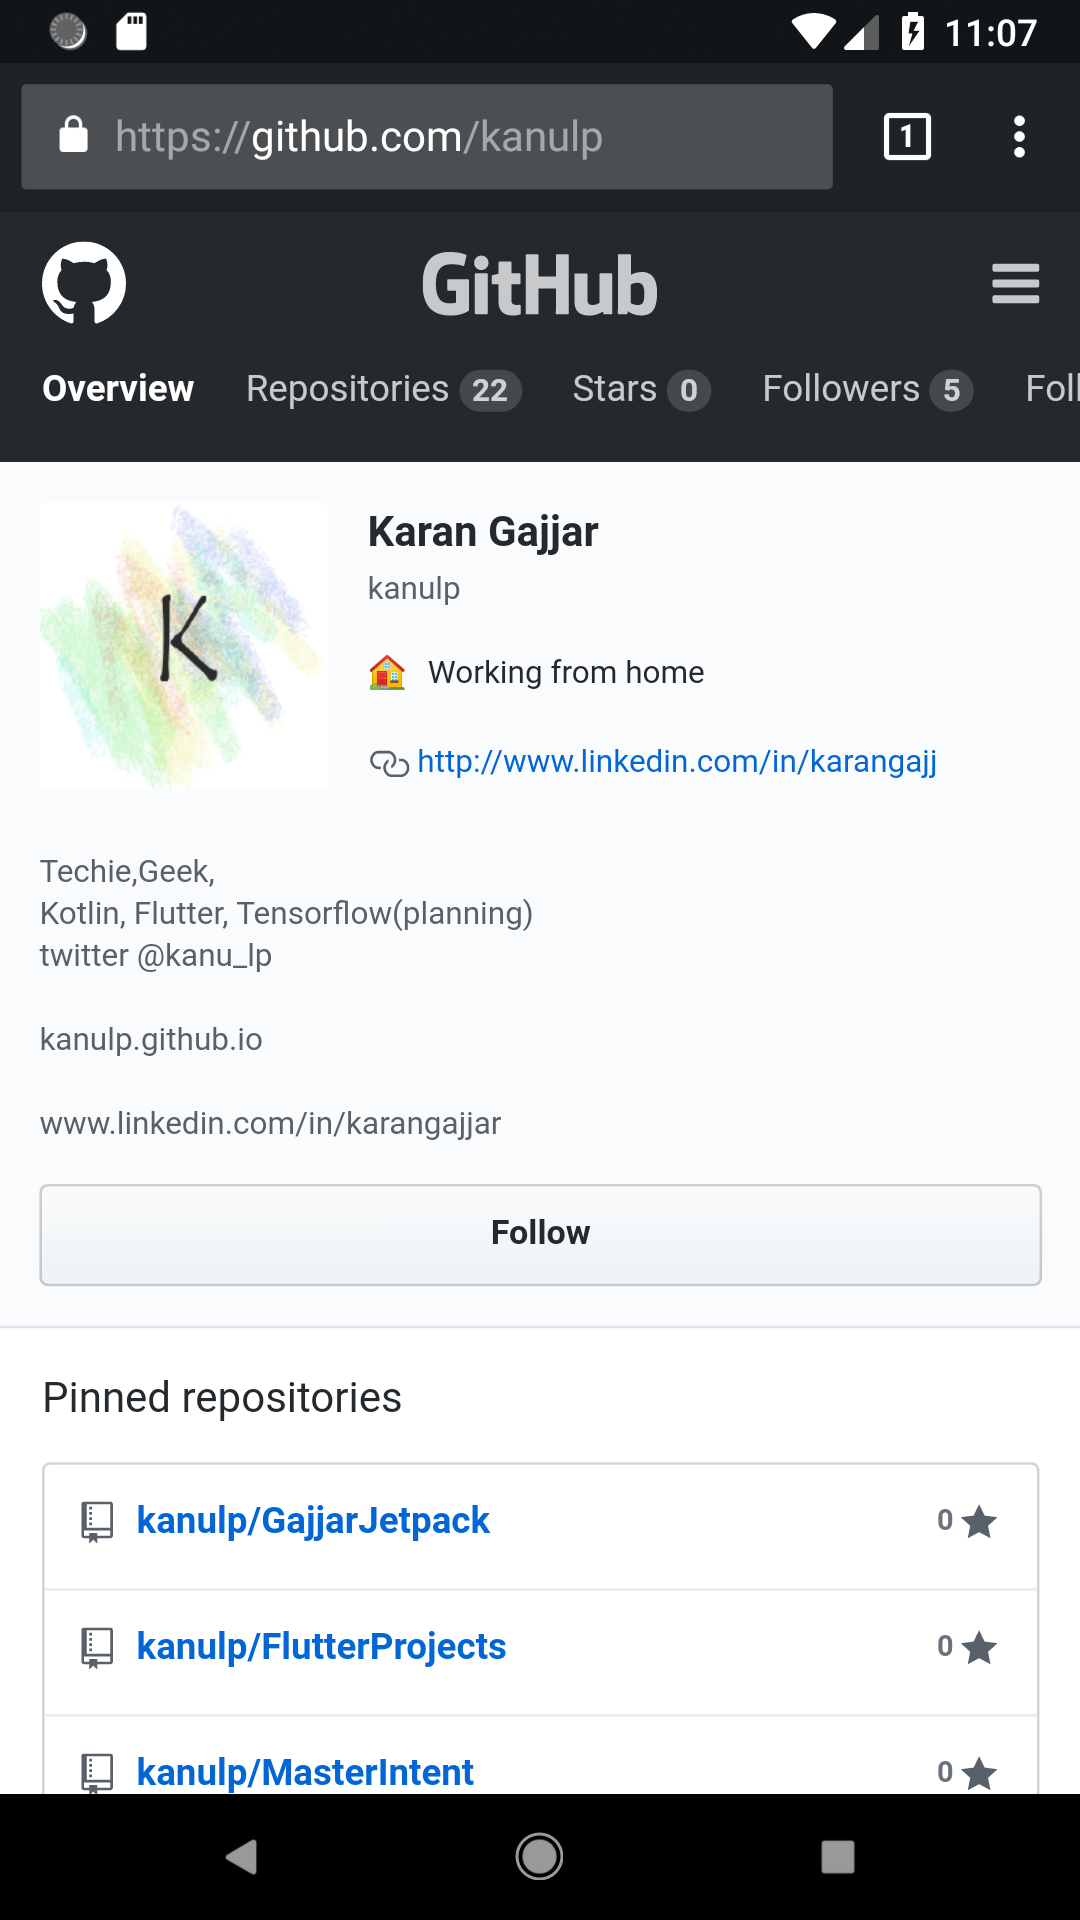 11:07
https://github.com/kanulp
1
GitHub
Overview Repositories 22 Stars 0 Followers 5 Foll
K
Karan Gajjar
kanulp
Working from home
http://www.linkedin.com/in/karangajj
Techie,Geek,
Kotlin, Flutter, Tensorflow(planning)
twitter @kanu_lp
kanulp.github.io
www.linkedin.com/in/karangajjar
Follow
Pinned repositories
kanulp/GajjarJetpack 0
kanulp/FlutterProjects 0
kanulp/MasterIntent 0